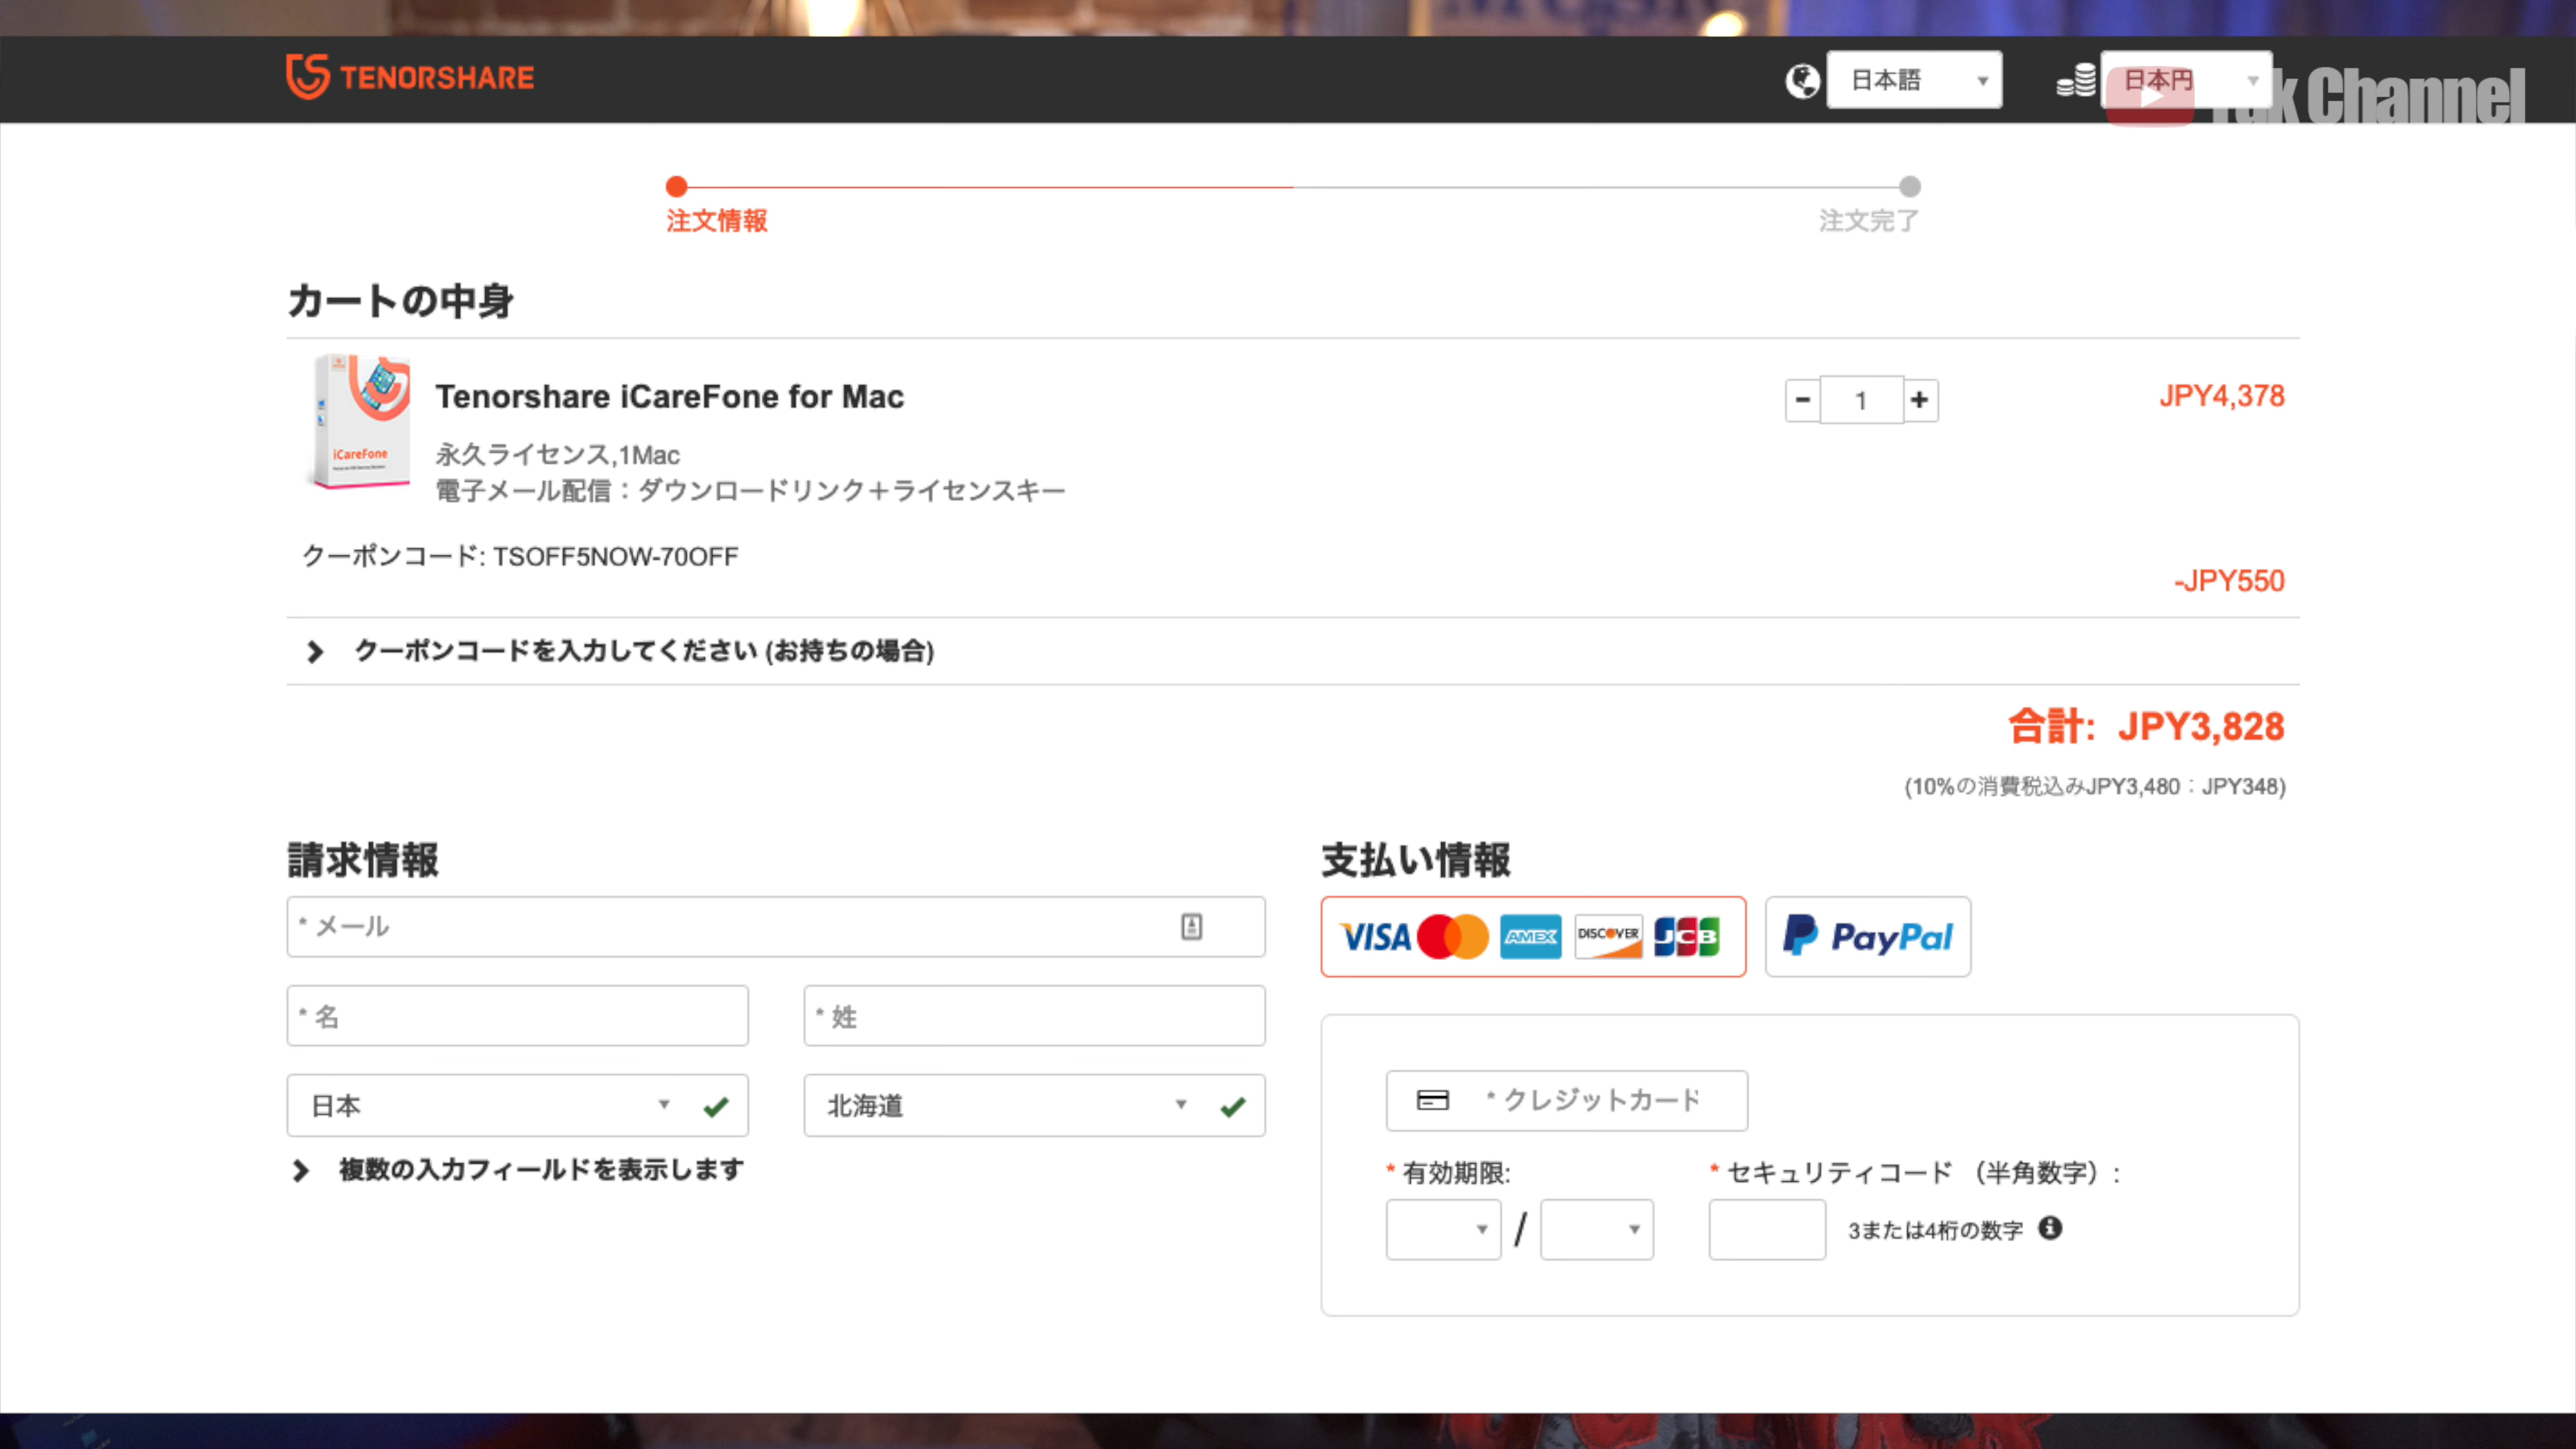 TENORSHARE
日本語
日本円
Channel
注文情報
注文完了
カートの中身
Tenorshare iCareFone for Mac
1
JPY4,378
永久ライセンス,1Mac
電子メール配信：ダウンロードリンク＋ライセンスキー
iCareFone
クーポンコード: TSOFF5NOW-70OFF
-JPY550
クーポンコードを入力してください (お持ちの場合)
合計: JPY3,828
(10%の消費税込みJPY3,480：JPY348)
請求情報
支払い情報
* メール
VISA AMEX DISCOVER JCB PayPal
* 名
* 姓
日本
北海道
* クレジットカード
複数の入力フィールドを表示します
* 有効期限:
* セキュリティコード （半角数字）:
/
3または4桁の数字